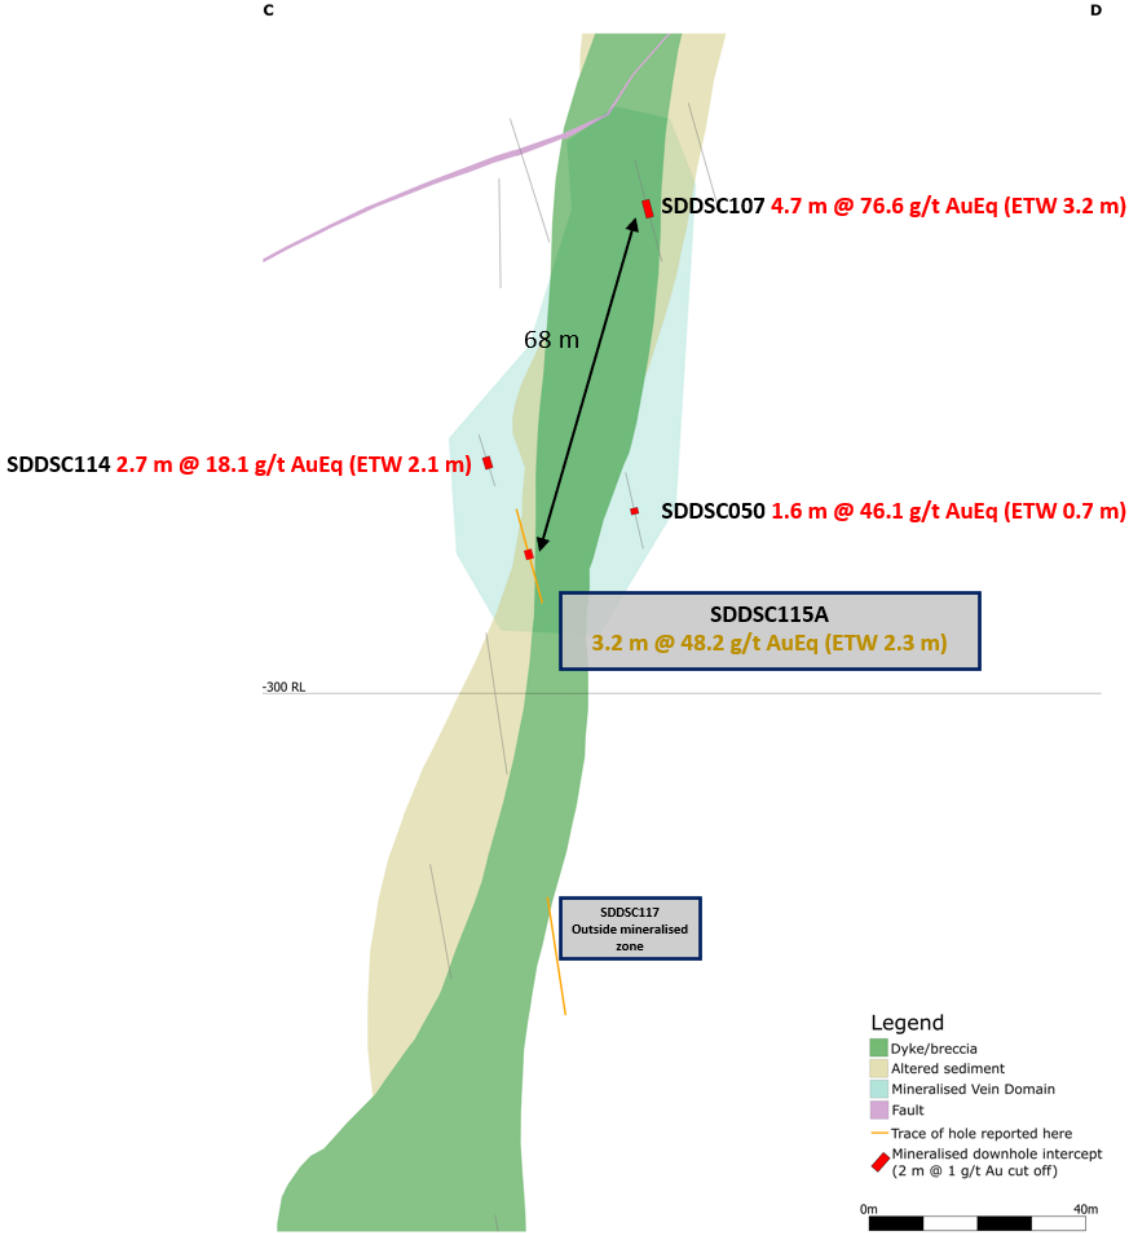 C
D
SDDSC107 4.7 m @ 76.6 g/t AuEq (ETW 3.2 m)
68 m
SDDSC114 2.7 m @ 18.1 g/t AuEq (ETW 2.1 m)
SDDSC050 1.6 m @ 46.1 g/t AuEq (ETW 0.7 m)
SDDSC115A
3.2 m @ 48.2 g/t AuEq (ETW 2.3 m)
-300 RL
SDDSC117
Outside mineralised
zone
Legend
Dyke/breccia
Altered sediment
Mineralised Vein Domain
Fault
Trace of hole reported here
Mineralised downhole intercept
(2 m @ 1 g/t Au cut off)
0m
40m